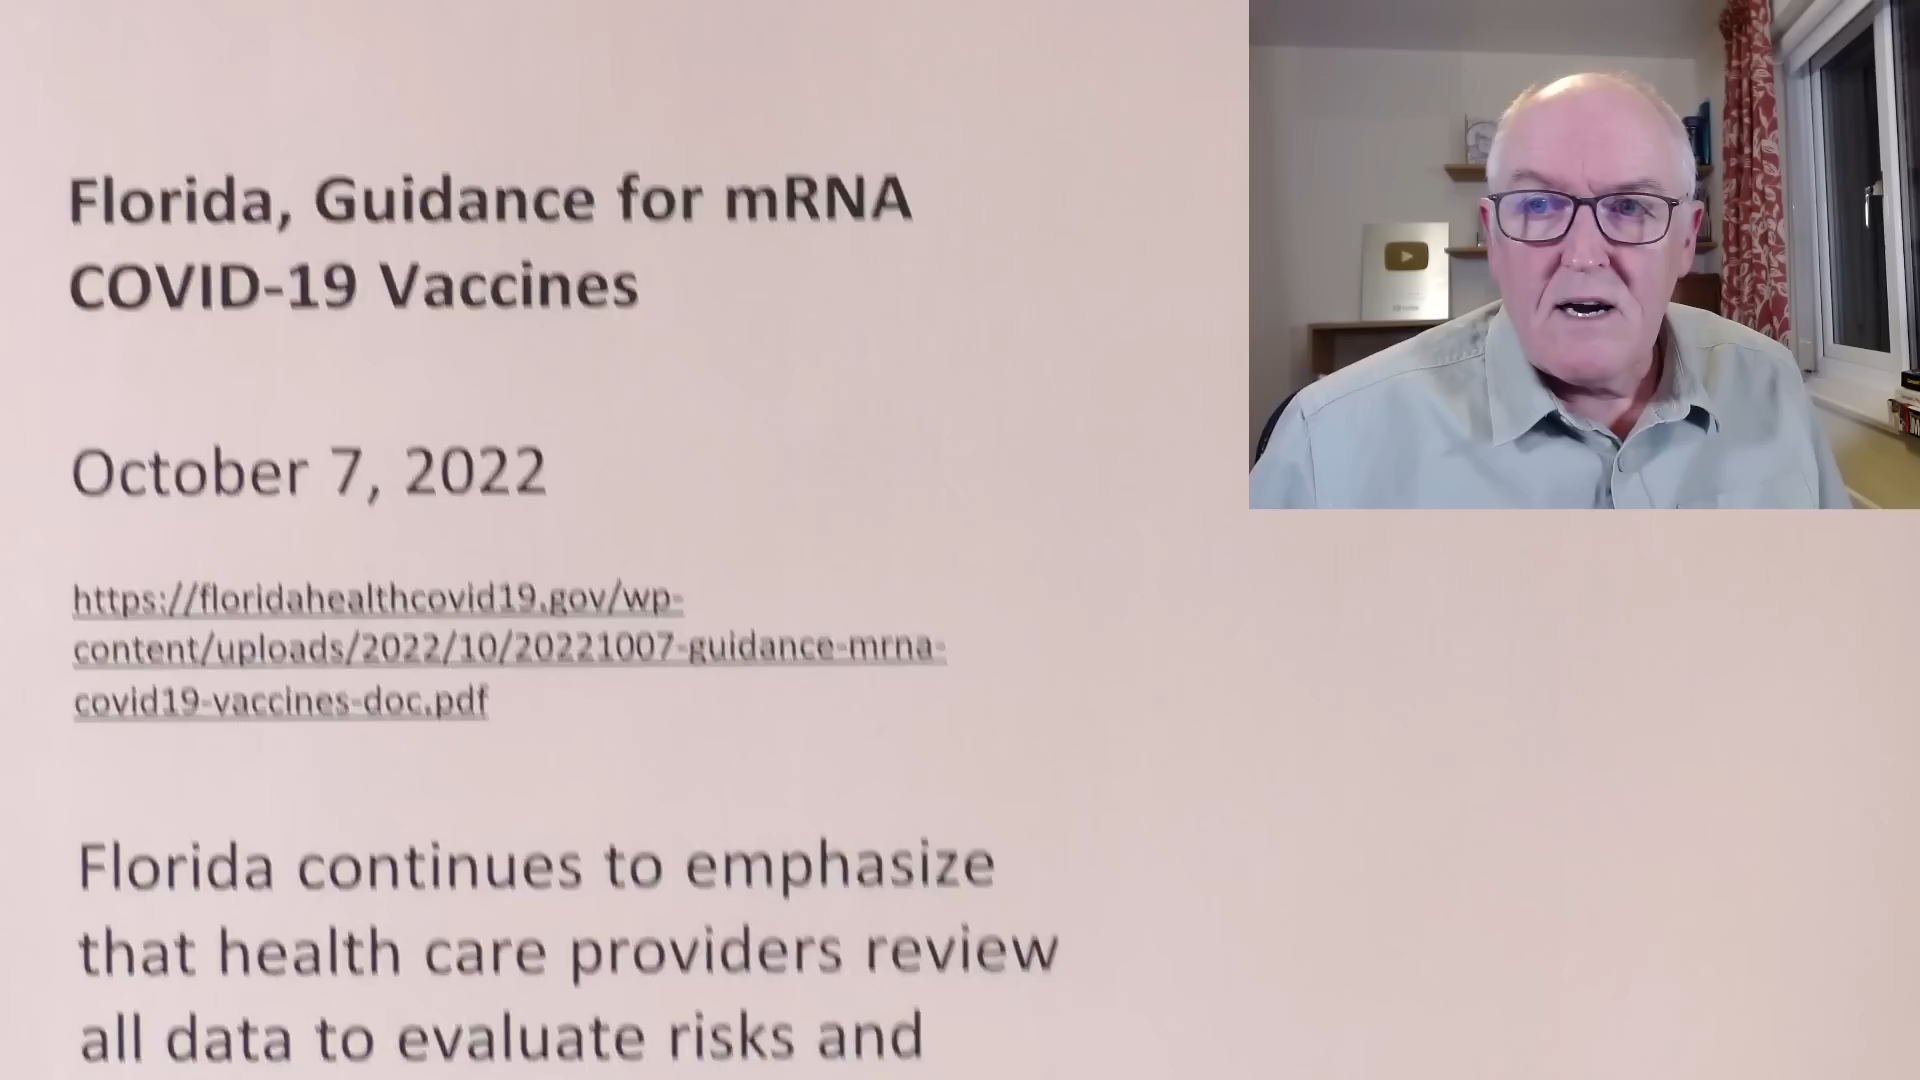 Florida, Guidance for mRNA
COVID-19 Vaccines
October 7, 2022
https://floridahealthcovid19.gov/wp-
content/uploads/2022/10/20221007-guidance-mrna-
covid19-vaccines-doc.pdf
Florida continues to emphasize
that health care providers review
all data to evaluate risks and